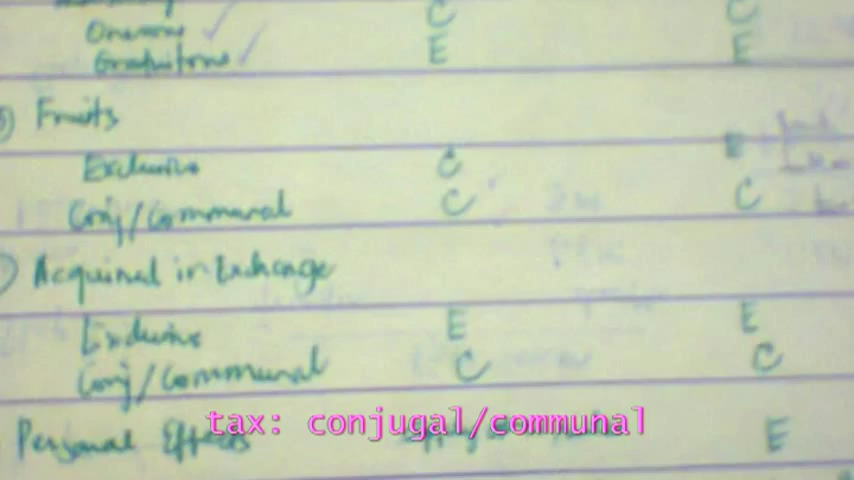 Onerous ✓ C C
Gratuitous ✓ E E
Fruits
Exclusive C E
Conj/Communal C C
Acquired in Exchange
Exclusive E E
Conj/Communal C C
Personal Effects E
tax: conjugal/communal